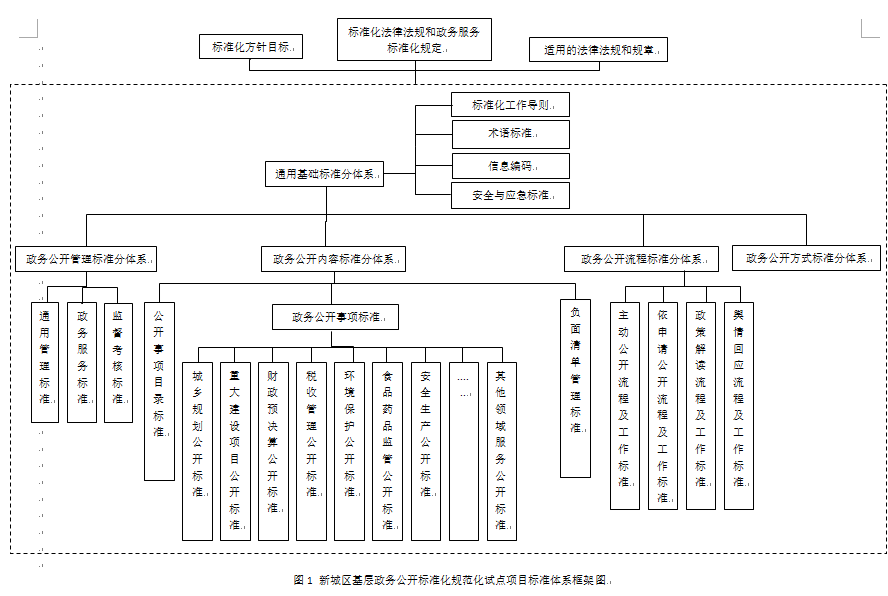 标准化方针目标
标准化法律法规和政务服务
标准化规定
适用的法律法规和规章
标准化工作导则
术语标准
信息编码
安全与应急标准
通用基础标准分体系
政务公开管理标准分体系
政务公开内容标准分体系
政务公开流程标准分体系
政务公开方式标准分体系
通用管理标准
政务服务标准
监督考核标准
公开事项目录标准
政务公开事项标准
负面清单管理标准
主动公开流程及工作标准
依申请公开流程及工作标准
政策解读流程及工作标准
舆情回应流程及工作标准
城乡规划公开标准
重大建设项目公开标准
财政预决算公开标准
税收管理公开标准
环境保护公开标准
食品药品监管公开标准
安全生产公开标准
.... ...
其他领域服务公开标准
图 1 新城区基层政务公开标准化规范化试点项目标准体系框架图